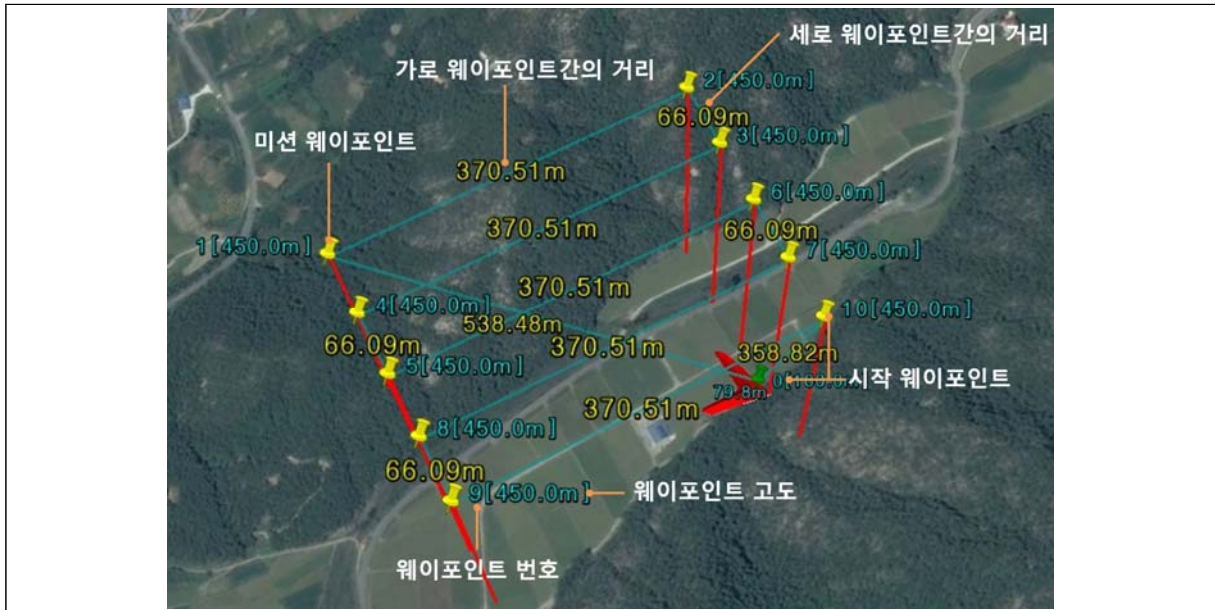 세로 웨이포인트간의 거리
가로 웨이포인트간의 거리
2[450.0m]
66.09m
3[450.0m]
미션 웨이포인트
370.51m
6[450.0m]
370.51m
66.09m
7[450.0m]
1[450.0m]
370.51m
4[450.0m]
538.48m
10[450.0m]
66.09m
370.51m
358.82m
5[450.0m]
시작 웨이포인트
79.8m
370.51m
8[450.0m]
66.09m
9[450.0m]
웨이포인트 고도
웨이포인트 번호